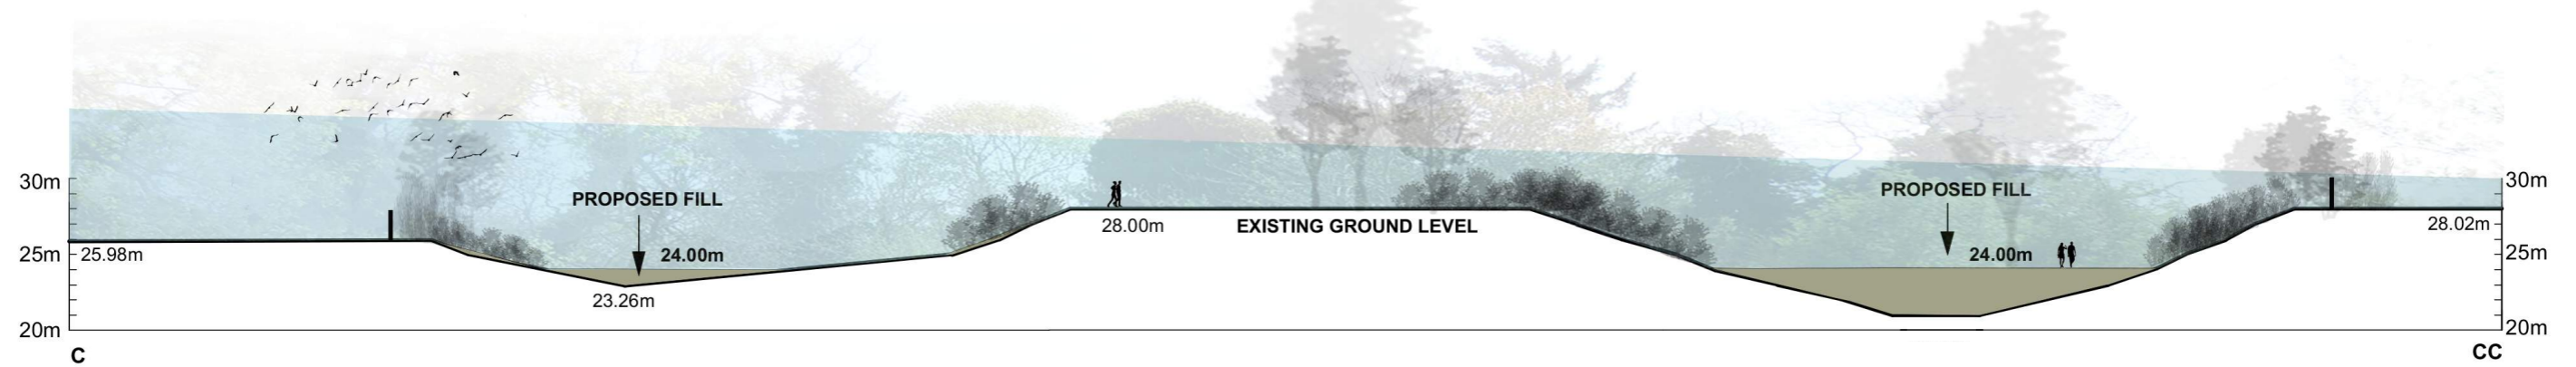 30m
25m
20m
C
25.98m
PROPOSED FILL
24.00m
23.26m
28.00m
EXISTING GROUND LEVEL
PROPOSED FILL
24.00m
28.02m
30m
25m
20m
CC